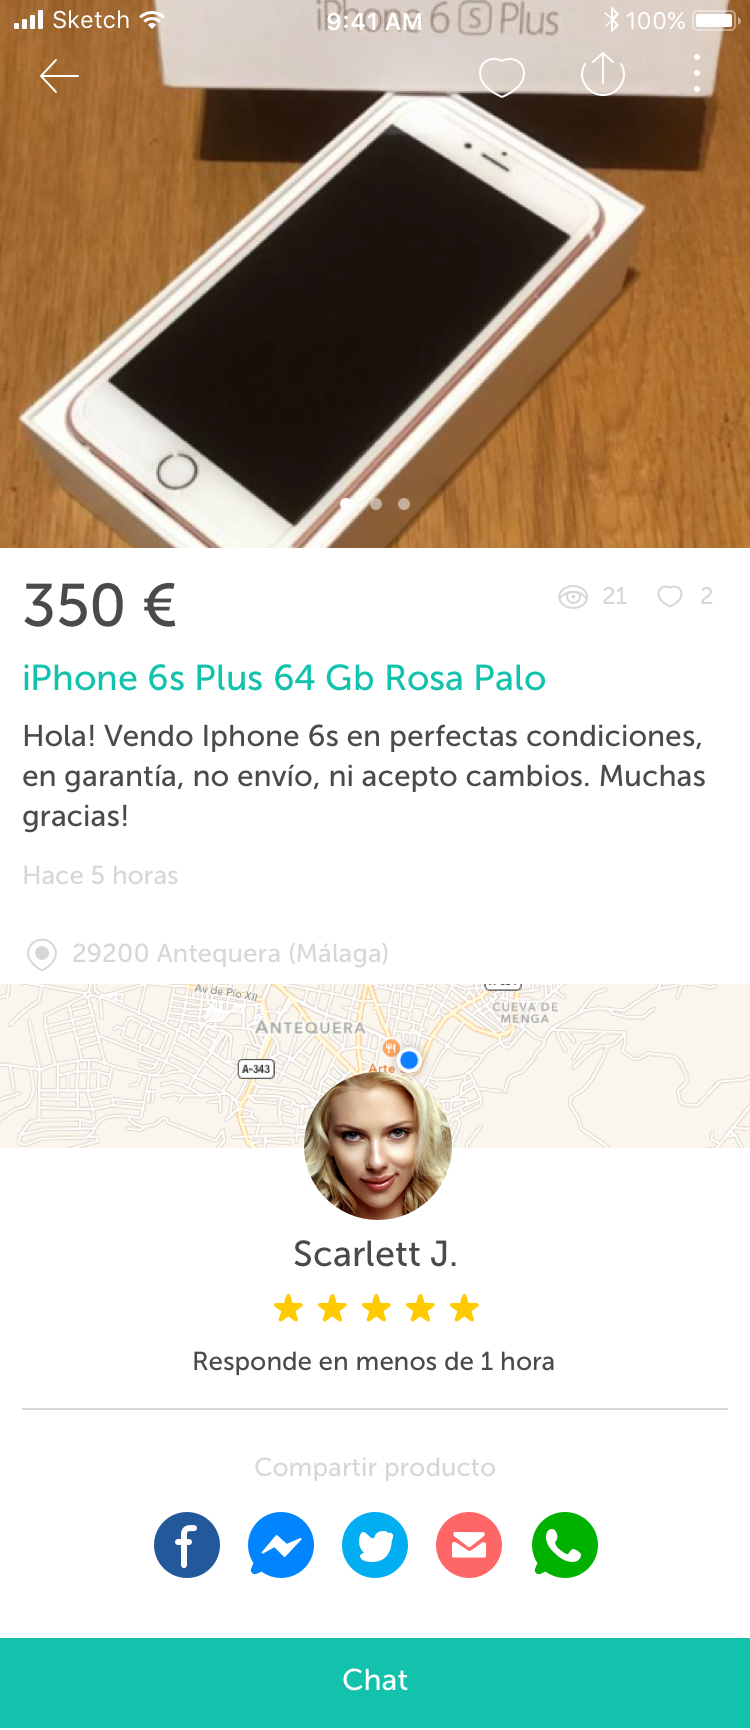 Sketch
9:41 AM
100%
iPhone 6 S Plus
350 €
21
2
iPhone 6s Plus 64 Gb Rosa Palo
Hola! Vendo Iphone 6s en perfectas condiciones,
en garantía, no envío, ni acepto cambios. Muchas
gracias!
Hace 5 horas
29200 Antequera (Málaga)
Av de Pio XII
ANTEQUERA
CUEVA DE
MENGA
A-343
Arte
Scarlett J.
Responde en menos de 1 hora
Compartir producto
Chat